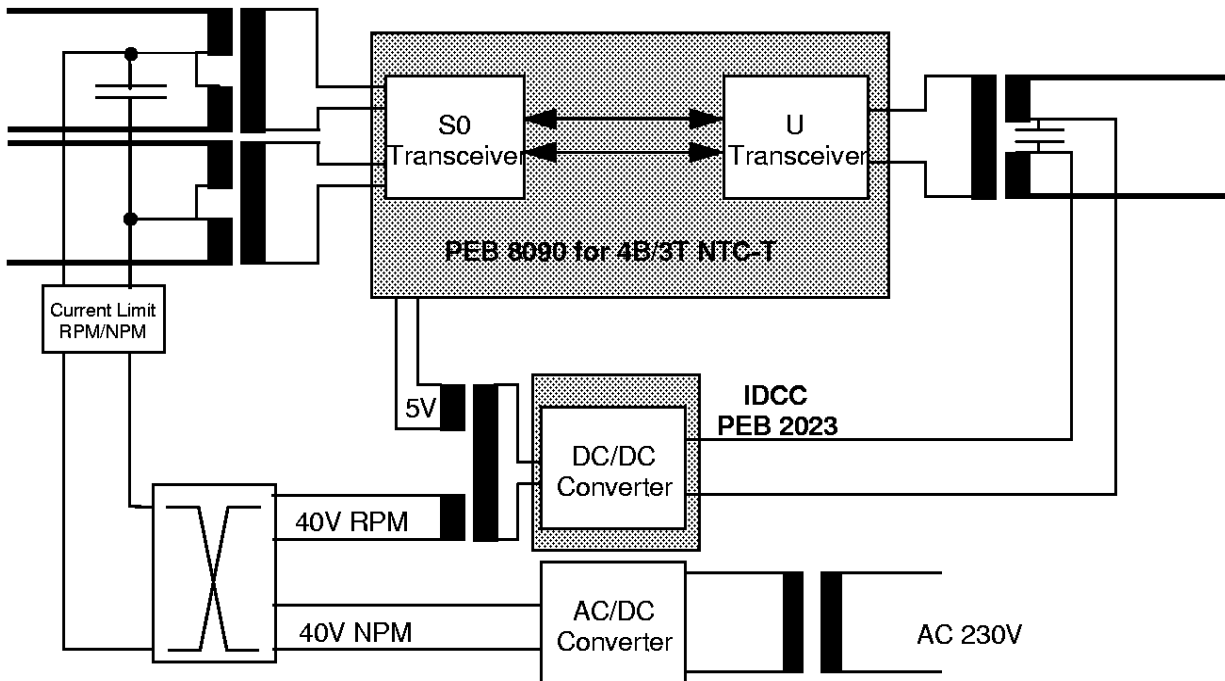 S0
Transceiver
U
Transceiver
PEB 8090 for 4B/3T NTC-T
Current Limit
RPM/NPM
5V
IDCC
PEB 2023
DC/DC
Converter
40V RPM
40V NPM
AC/DC
Converter
AC 230V